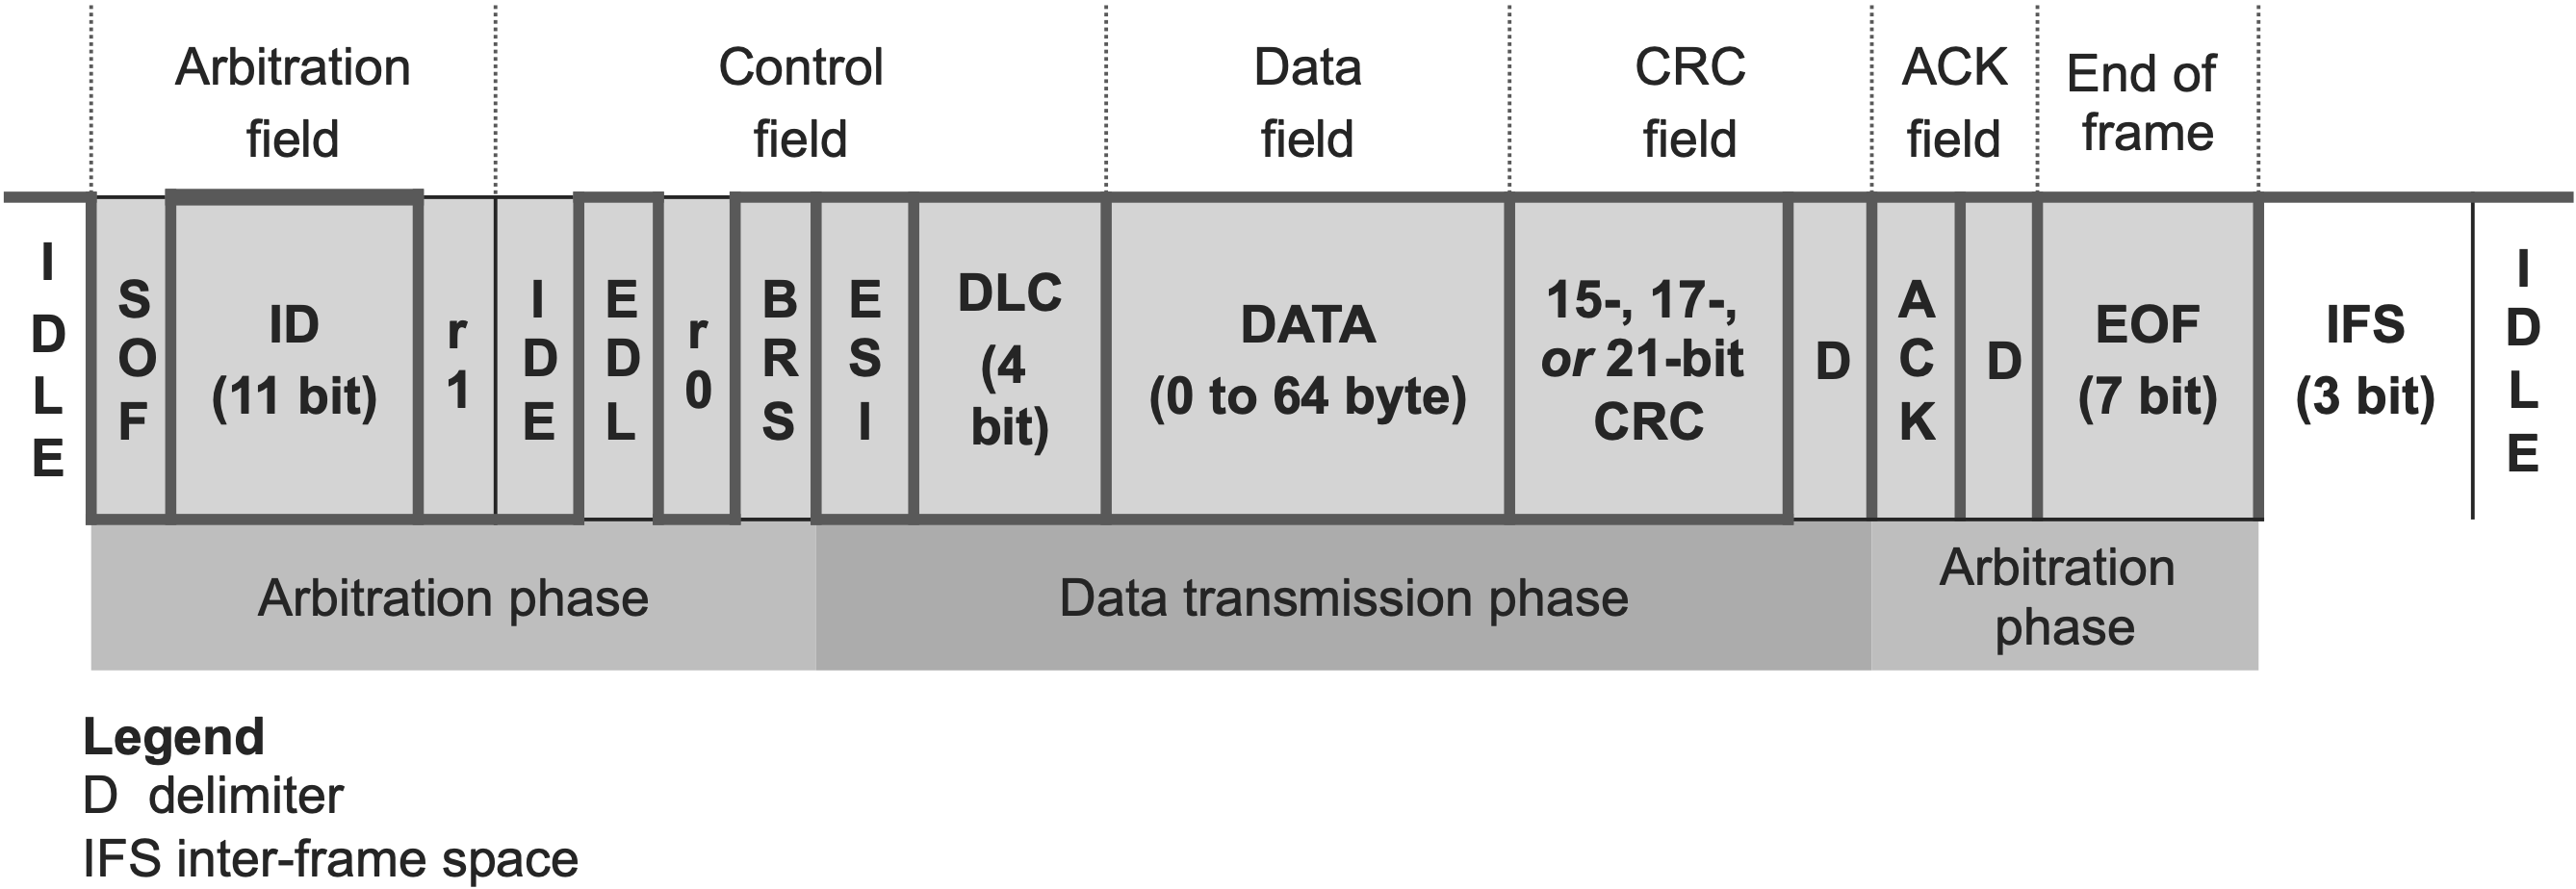 Arbitration
field
Control
field
Data
field
CRC
field
ACK
field
End of
frame
IDLE
SOF
ID
(11 bit)
r1
IDE
EDL
r0
BRS
ESI
DLC
(4
bit)
DATA
(0 to 64 byte)
15-, 17-,
or 21-bit
CRC
D
ACK
D
EOF
(7 bit)
IFS
(3 bit)
IDLE
Arbitration phase
Data transmission phase
Arbitration
phase
Legend
D delimiter
IFS inter-frame space